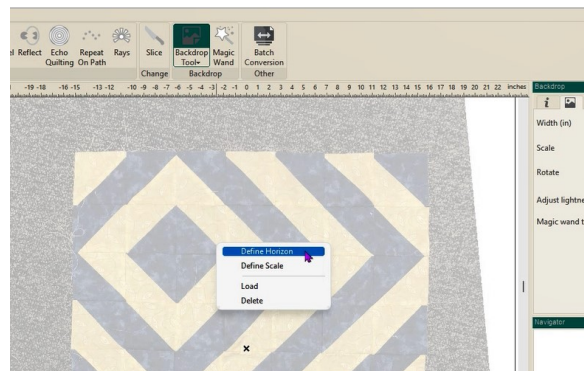 el Reflect Echo Quilting Repeat On Path Rays Slice Backdrop Tool Magic Wand Batch Conversion
Change Backdrop Other
-19 -18 -16 -15 -13 -12 -10 -9 -8 -7 -6 -5 -4 -3 -2 -1 0 1 2 3 4 5 6 7 8 9 10 11 12 13 14 15 16 17 18 19 20 21 22 inches
Backdrop
i
Width (in)
Scale
Rotate
Adjust lightne
Magic wand t
Define Horizon
Define Scale
Load
Delete
Navigator